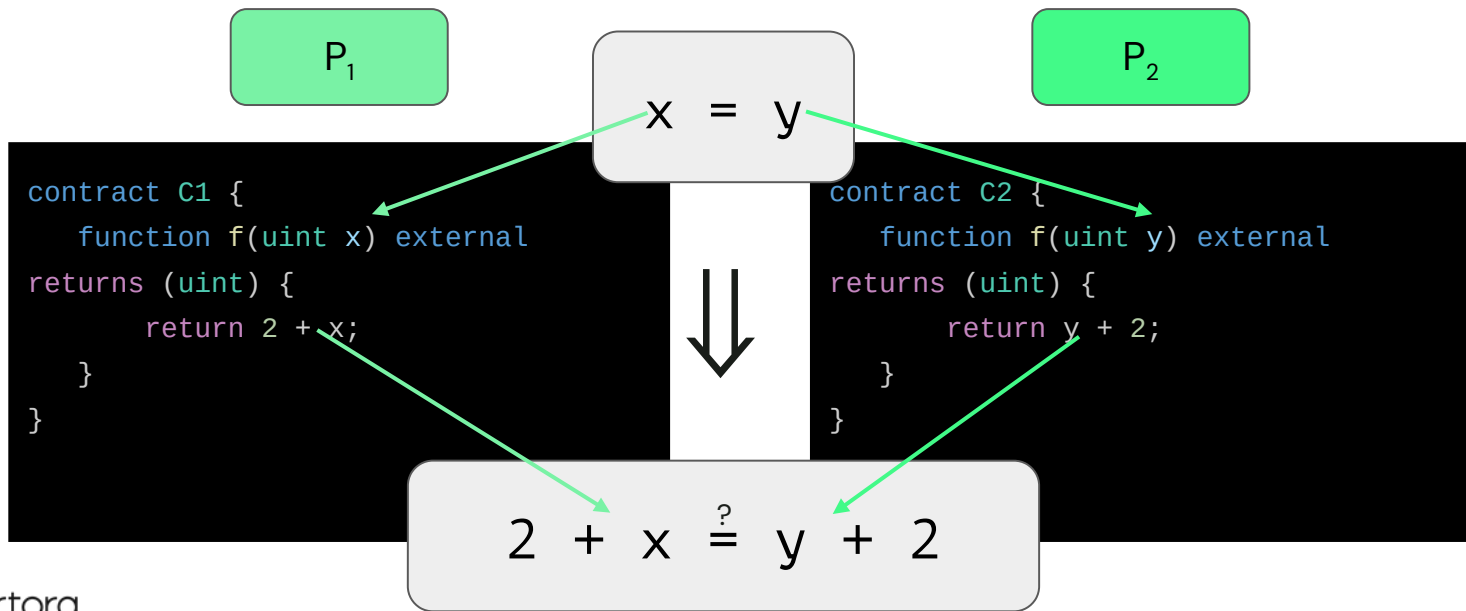 P1
x = y
P2
contract C1 {
function f(uint x) external
returns (uint) {
return 2 + x;
}
}
contract C2 {
function f(uint y) external
returns (uint) {
return y + 2;
}
}
⇓
?
2 + x = y + 2